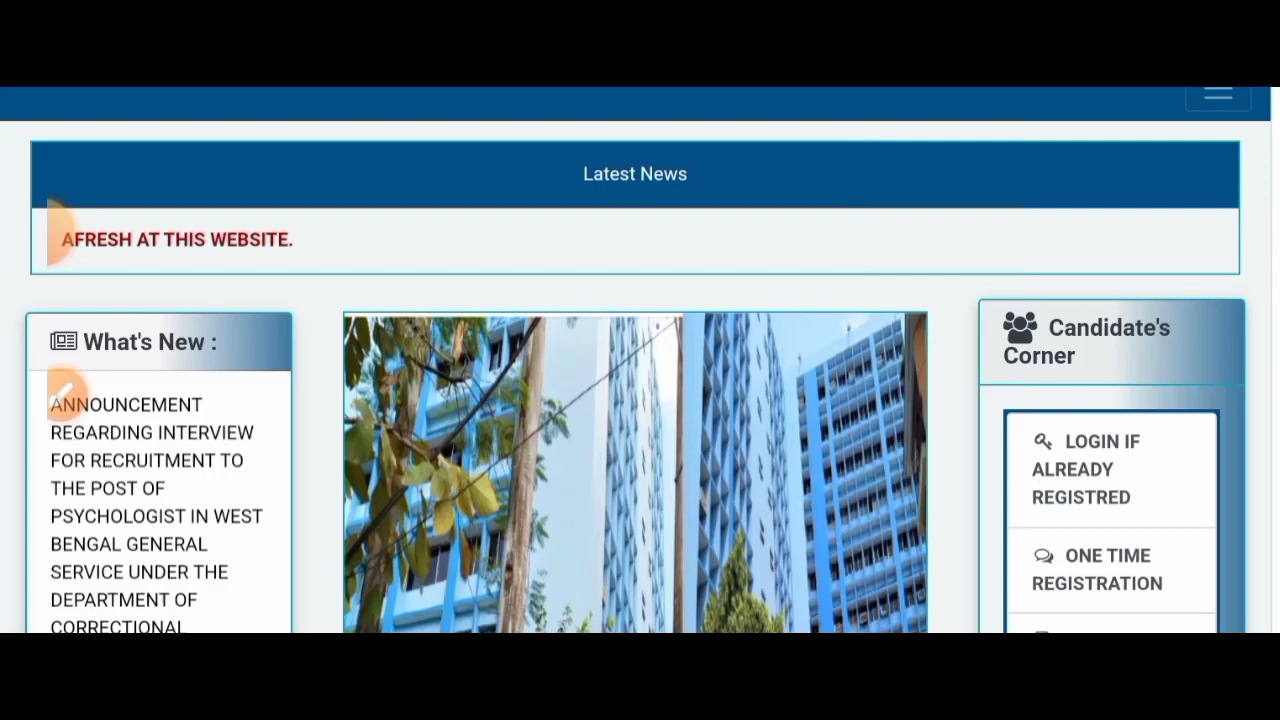 Latest News
AFRESH AT THIS WEBSITE.
What's New :
ANNOUNCEMENT
REGARDING INTERVIEW
FOR RECRUITMENT TO
THE POST OF
PSYCHOLOGIST IN WEST
BENGAL GENERAL
SERVICE UNDER THE
DEPARTMENT OF
CORRECTIONAL
Candidate's
Corner
LOGIN IF
ALREADY
REGISTRED
ONE TIME
REGISTRATION